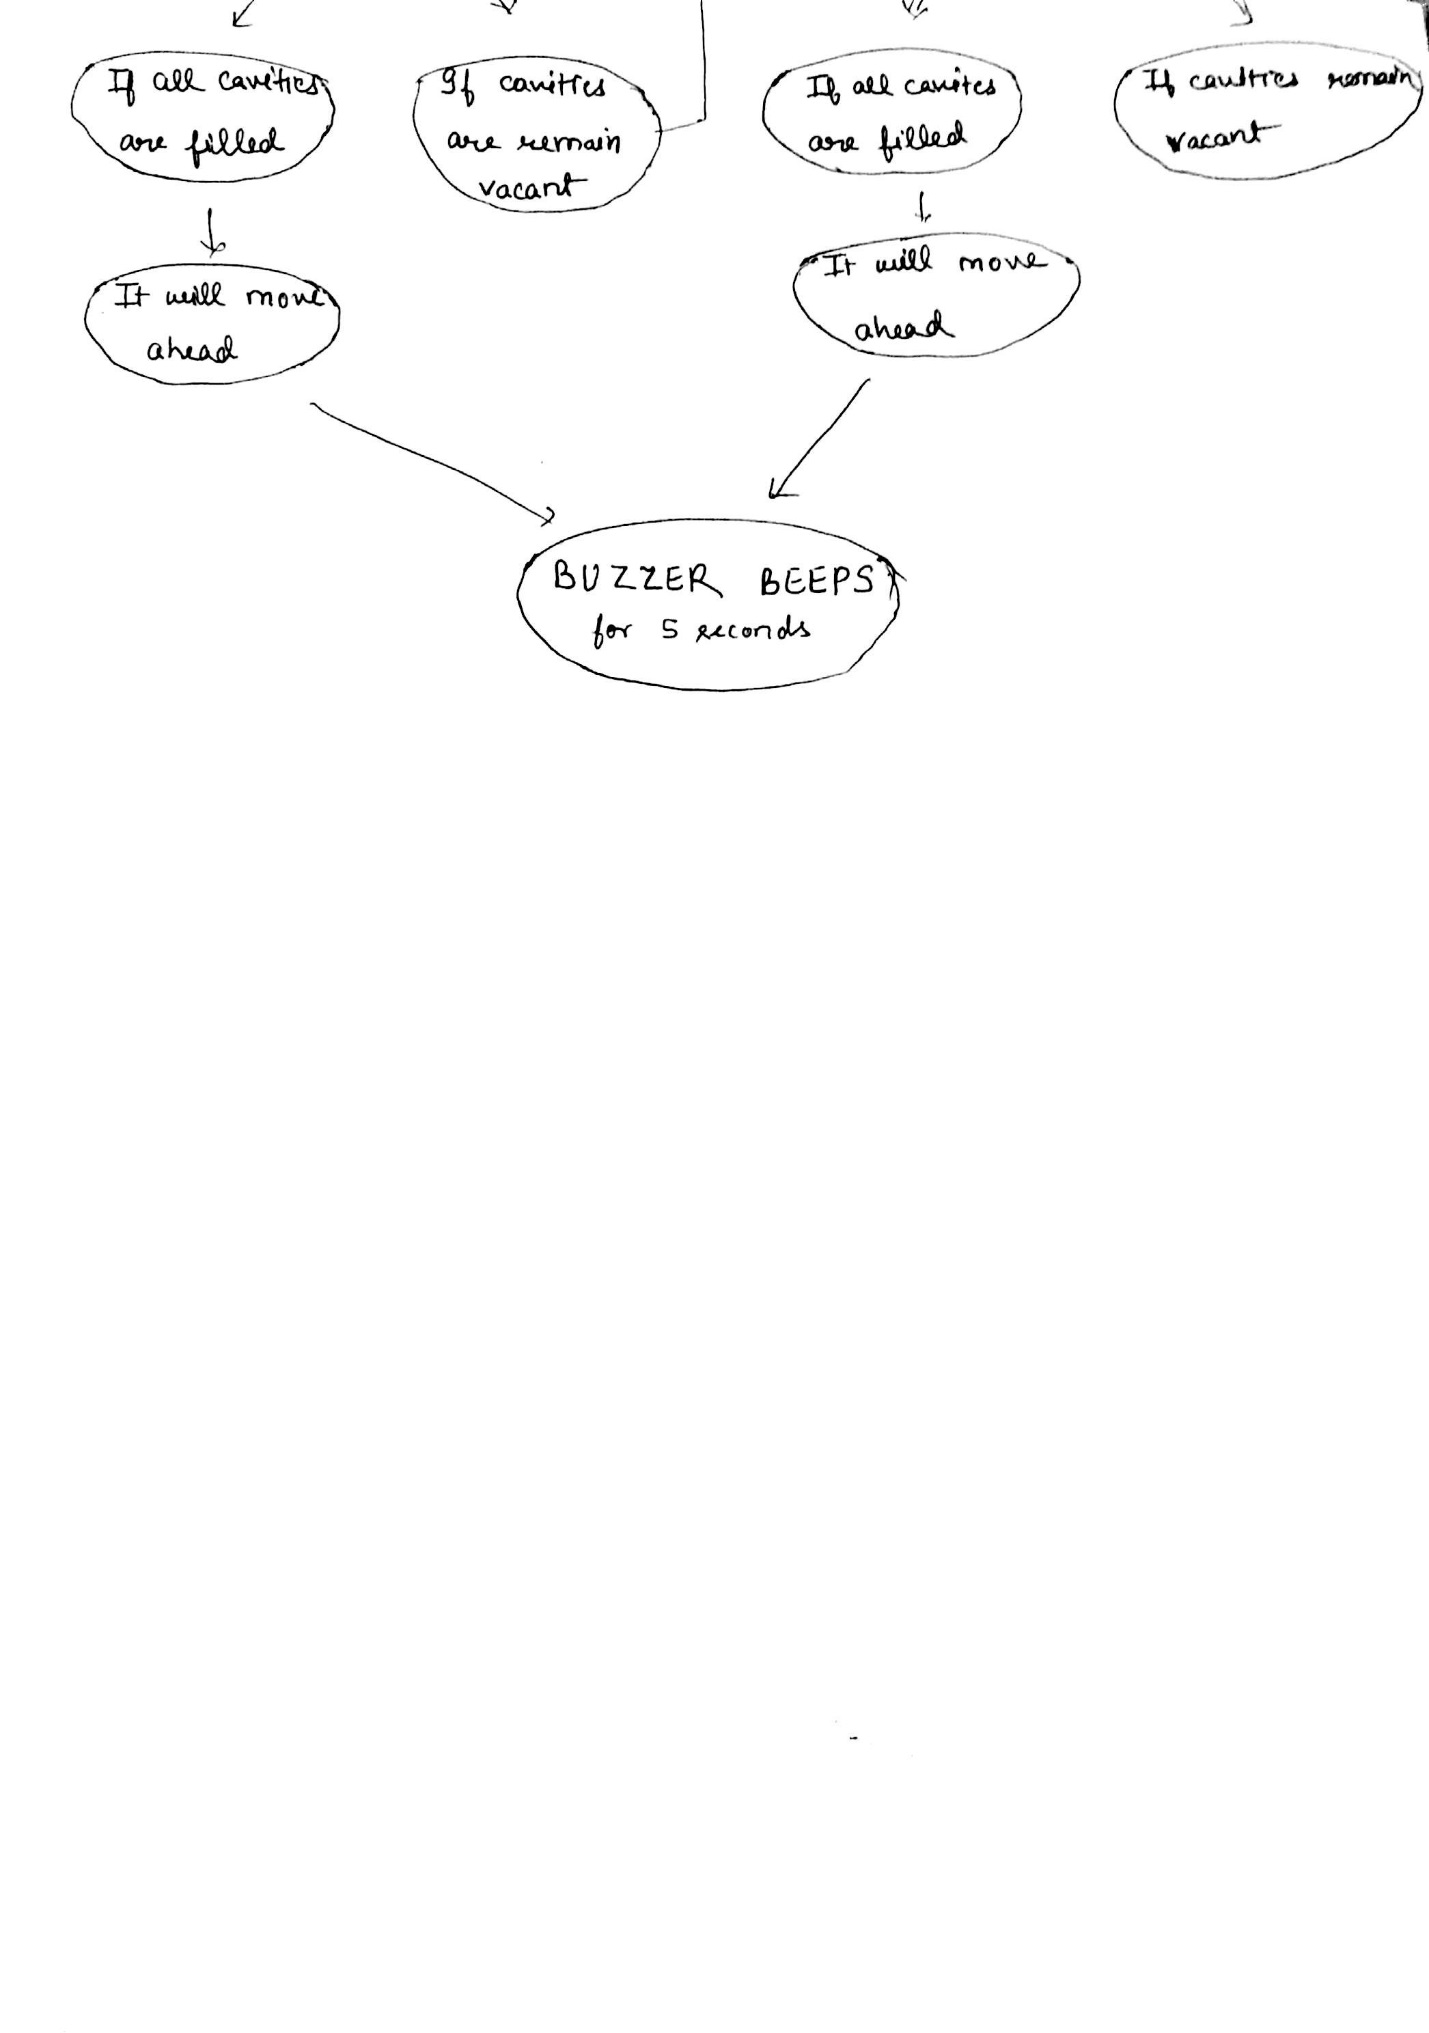 If all cavities
are filled
If cavities
are remain
vacant
If all cavites
are filled
If cavities remain
vacant
It will move
ahead
It will move
ahead
BUZZER BEEPS
for 5 seconds